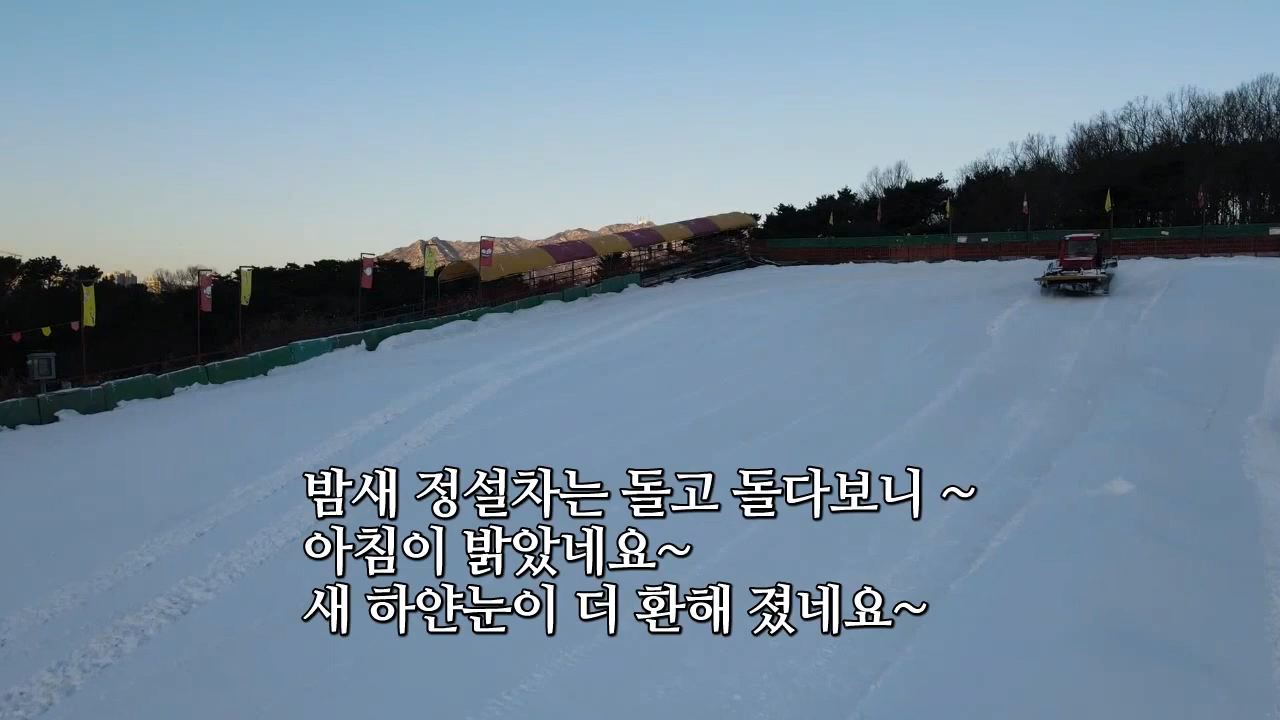 밤새 정설차는 돌고 돌다보니 ~
아침이 밝았네요~
새 하얀눈이 더 환해 졌네요~